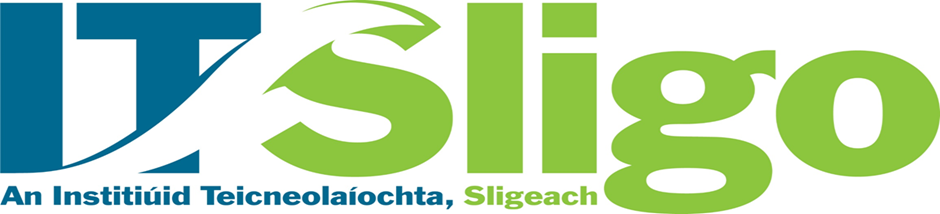 IT Sligo
An Institiúid Teicneolaíochta, Sligeach